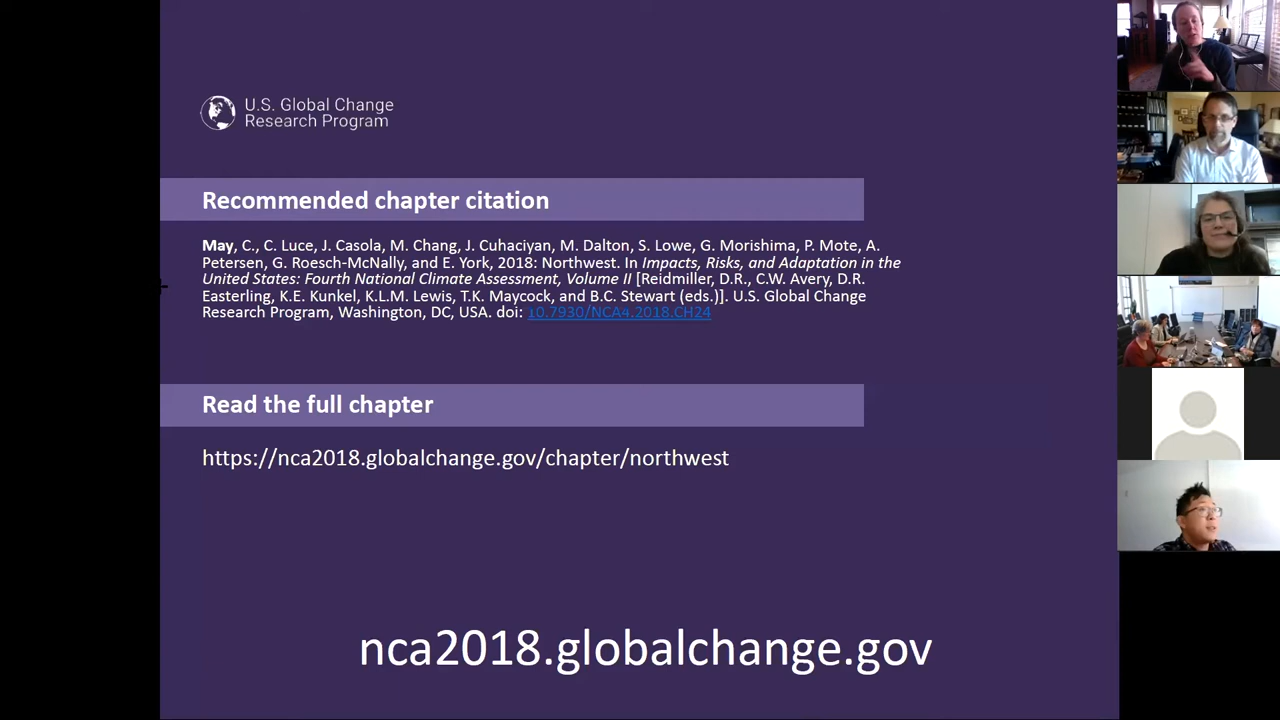 U.S. Global Change
Research Program
Recommended chapter citation
May, C., C. Luce, J. Casola, M. Chang, J. Cuhaciyan, M. Dalton, S. Lowe, G. Morishima, P. Mote, A.
Petersen, G. Roesch-McNally, and E. York, 2018: Northwest. In Impacts, Risks, and Adaptation in the
United States: Fourth National Climate Assessment, Volume II [Reidmiller, D.R., C.W. Avery, D.R.
Easterling, K.E. Kunkel, K.L.M. Lewis, T.K. Maycock, and B.C. Stewart (eds.)]. U.S. Global Change
Research Program, Washington, DC, USA. doi: 10.7930/NCA4.2018.CH24
Read the full chapter
https://nca2018.globalchange.gov/chapter/northwest
nca2018.globalchange.gov